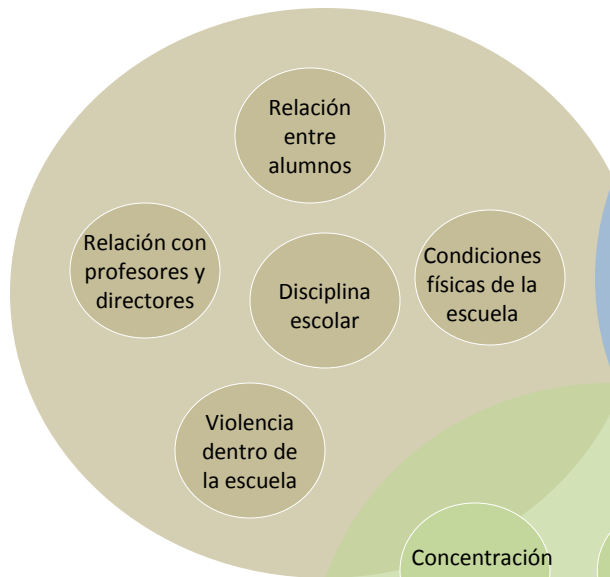 Relación
entre
alumnos
Relación con
profesores y
directores
Disciplina
escolar
Condiciones
físicas de la
escuela
Violencia
dentro de
la escuela
Concentración